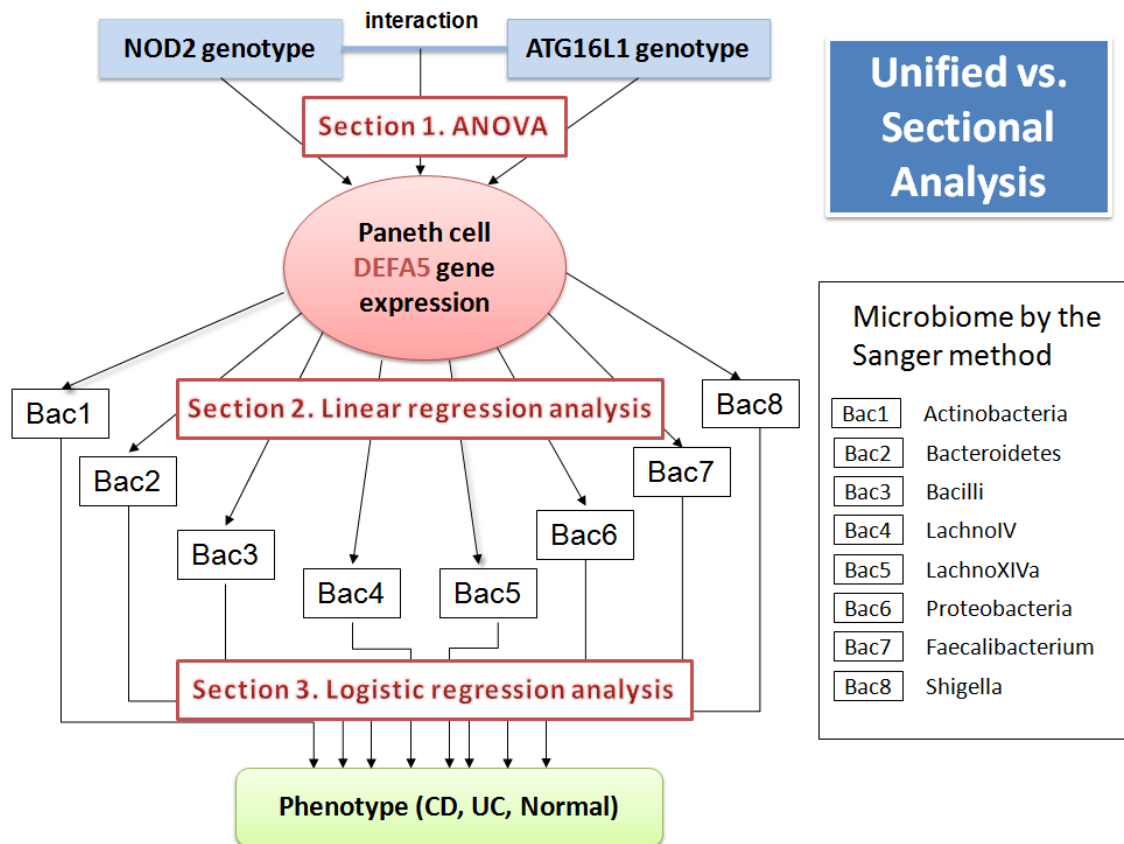 interaction
NOD2 genotype
ATG16L1 genotype
Unified vs.
Sectional
Analysis
Section 1. ANOVA
Paneth cell
DEFA5 gene
expression
Bac1
Section 2. Linear regression analysis
Bac8
Bac2
Bac7
Bac3
Bac6
Bac4
Bac5
Section 3. Logistic regression analysis
Phenotype (CD, UC, Normal)
Microbiome by the
Sanger method
Bac1 Actinobacteria
Bac2 Bacteroidetes
Bac3 Bacilli
Bac4 LachnoIV
Bac5 LachnoXIVa
Bac6 Proteobacteria
Bac7 Faecalibacterium
Bac8 Shigella